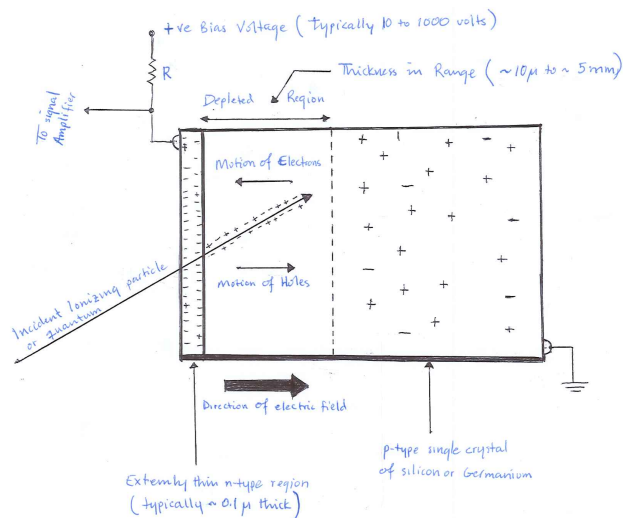 +ve Bias Voltage (Typically 10 to 1000 volts)
R
Thickness in Range (~10μ to ~ 5mm)
Depleted Region
To signal
Amplifier
Motion of Electrons
Motion of Holes
Incident Ionizing particle
or quantum
Direction of electric field
p-type single crystal
of silicon or Germanium
Extremly thin n-type region
(typically ~ 0.1 μ thick)